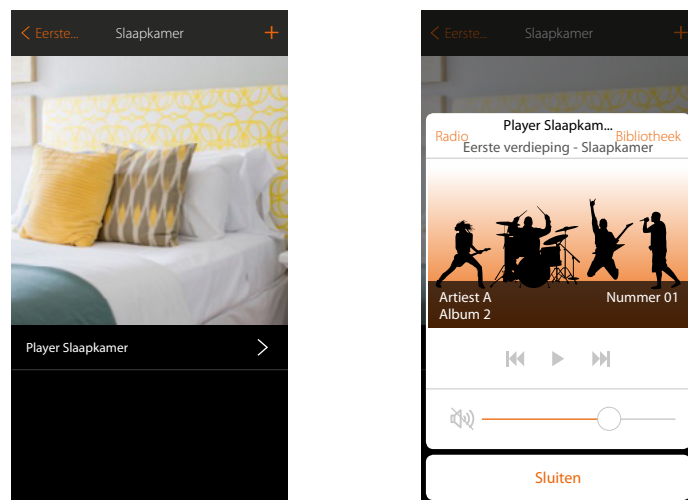 Eerste... Slaapkamer
Player Slaapkamer
Eerste... Slaapkamer
Radio Player Slaapkam... Bibliotheek
Eerste verdieping - Slaapkamer
Artiest A Nummer 01
Album 2
Sluiten